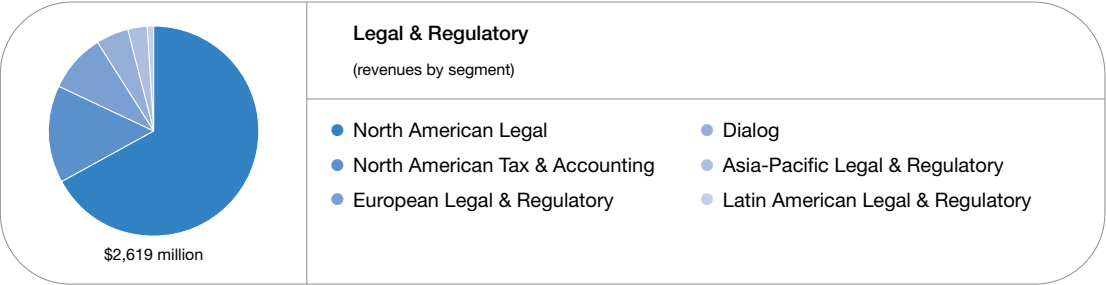 Legal & Regulatory
(revenues by segment)
North American Legal
North American Tax & Accounting
European Legal & Regulatory
Dialog
Asia-Pacific Legal & Regulatory
Latin American Legal & Regulatory
$2,619 million